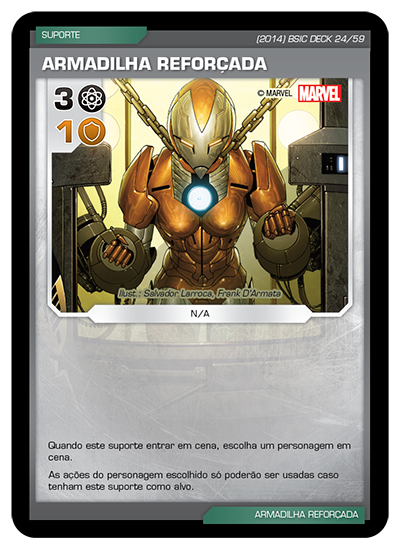 SUPORTE
(2014) BSIC DECK 24/59
ARMADILHA REFORÇADA
3
© MARVEL MARVEL
10
Ilust.: Salvador Larroca, Frank D'Armata
N/A
Quando este suporte entrar em cena, escolha um personagem em
cena.
As ações do personagem escolhido só poderão ser usadas caso
tenham este suporte como alvo.
ARMADILHA REFORÇADA